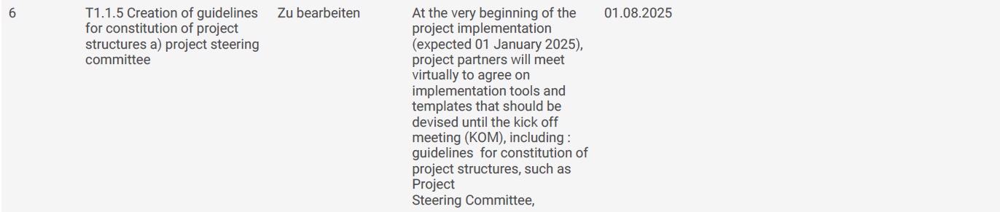 6
T1.1.5 Creation of guidelines
for constitution of project
structures a) project steering
committee
Zu bearbeiten
At the very beginning of the
project implementation
(expected 01 January 2025),
project partners will meet
virtually to agree on
implementation tools and
templates that should be
devised until the kick off
meeting (KOM), including :
guidelines  for constitution of
project structures, such as
Project
Steering Committee,
01.08.2025